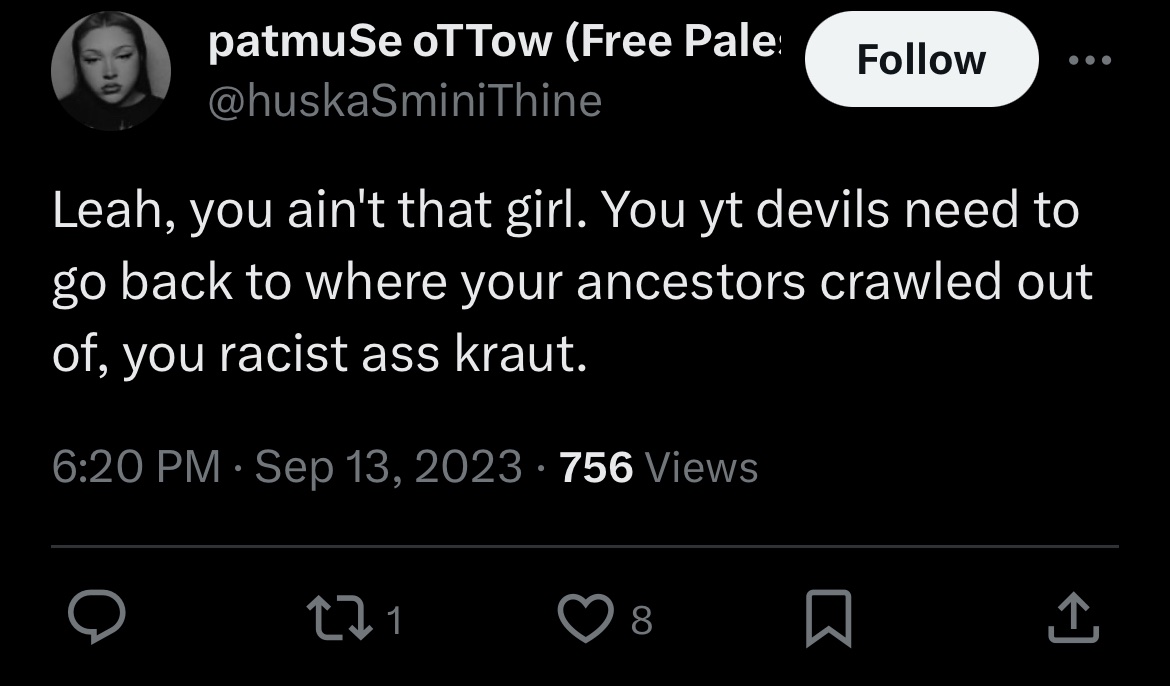 patmuSe oTTow (Free Pale
Follow
@huskaSminiThine
Leah, you ain't that girl. You yt devils need to
go back to where your ancestors crawled out
of, you racist ass kraut.
6:20 PM · Sep 13, 2023 · 756 Views
1
8